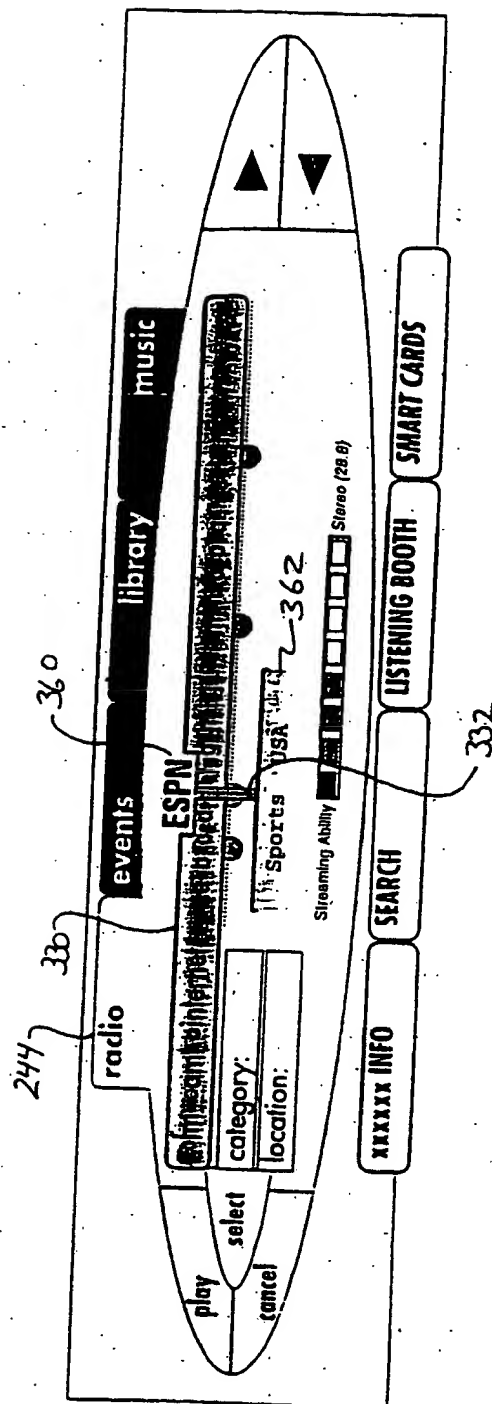 244
330
360
radio
events
library
music
ESPN
play
select
cancel
category:
location:
Sports USA
362
Streaming Ability
Stereo (28.8)
332
xxxxxx INFO
SEARCH
LISTENING BOOTH
SMART CARDS